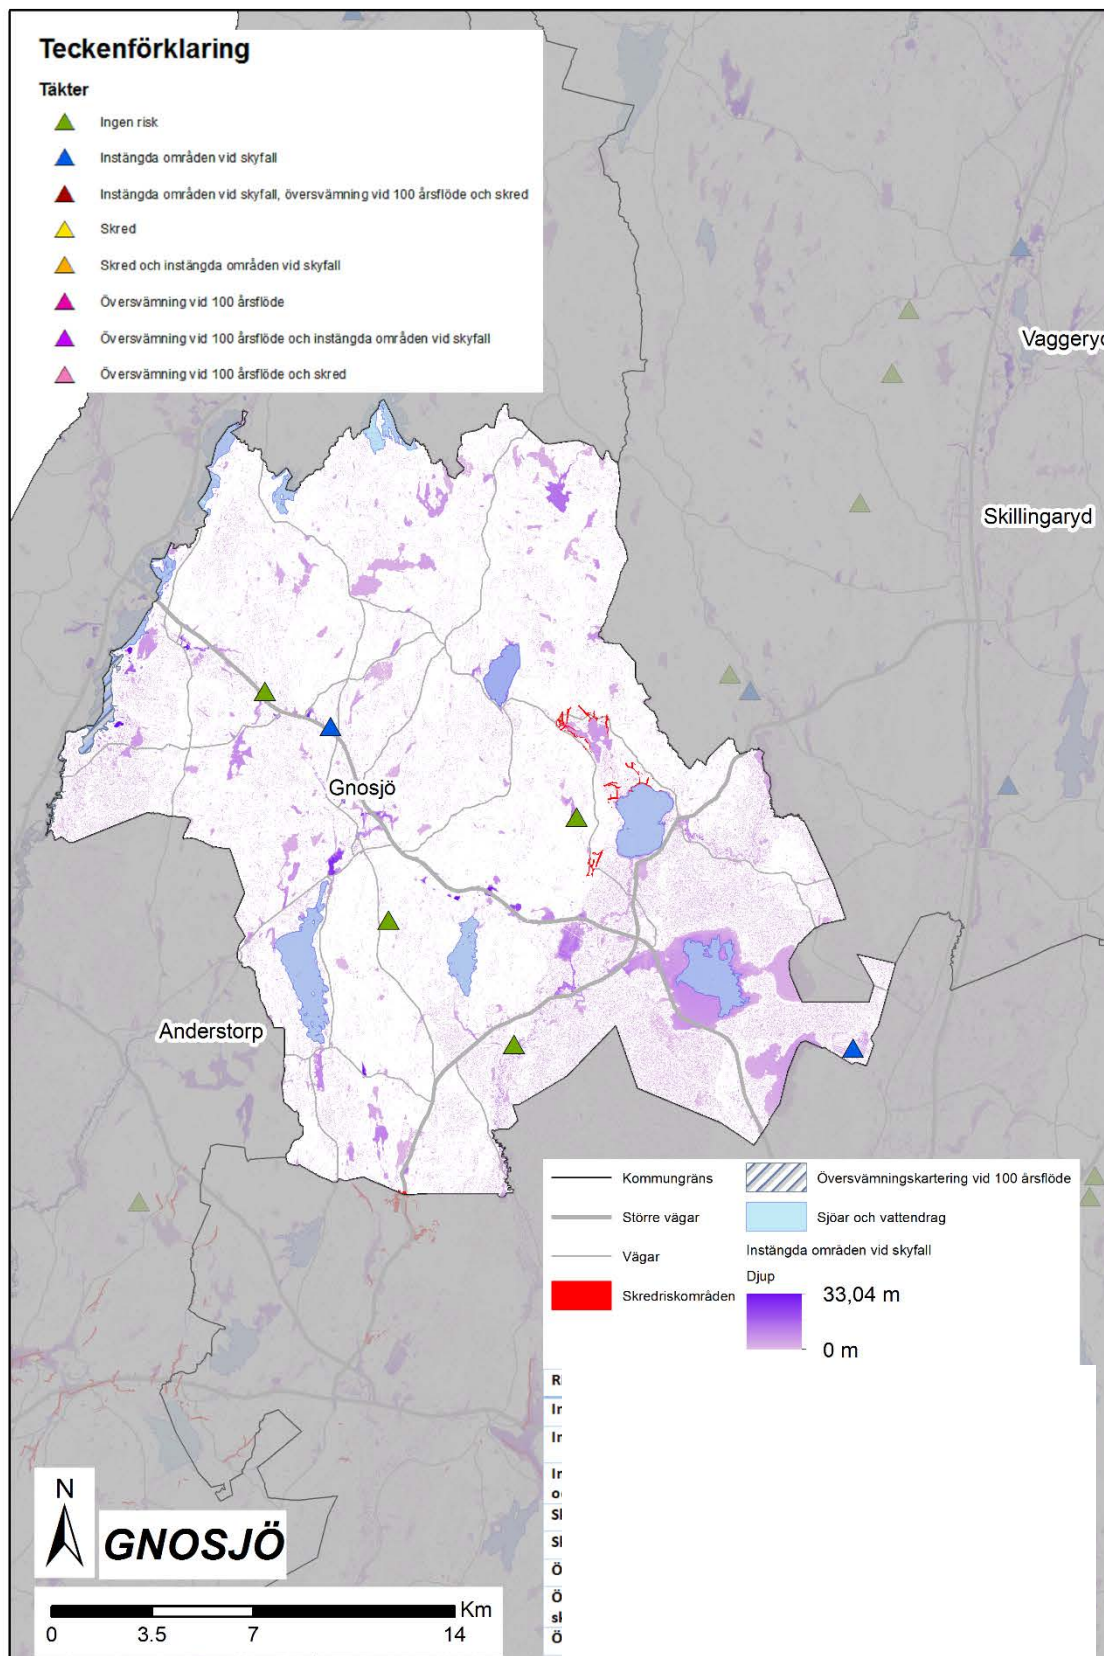 Teckenförklaring
Täkter
Ingen risk
Instängda områden vid skyfall
Instängda områden vid skyfall, översvämning vid 100 årsflöde och skred
Skred
Skred och instängda områden vid skyfall
Översvämning vid 100 årsflöde
Översvämning vid 100 årsflöde och instängda områden vid skyfall
Översvämning vid 100 årsflöde och skred
Skillingaryd
Gnosjö
Anderstorp
Kommungräns
Större vägar
Vägar
Skredriskområden
Översvämningskartering vid 100 årsflöde
Sjöar och vattendrag
Instängda områden vid skyfall
Djup
33,04 m
0 m
N
GNOSJÖ
Km
0 3.5 7 14